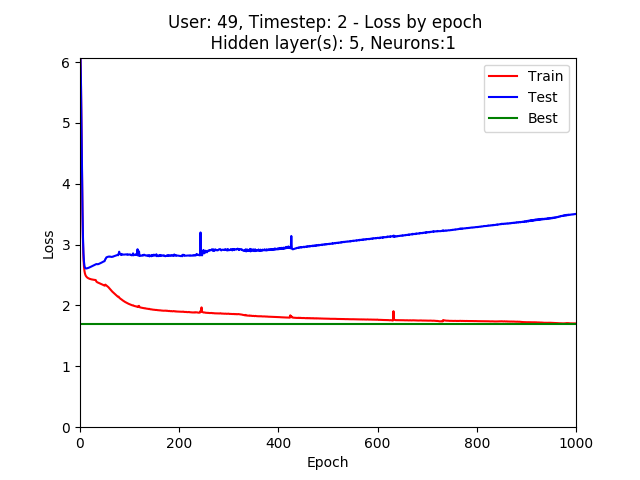 User: 49, Timestep: 2 - Loss by epoch
Hidden layer(s): 5, Neurons:1
Train
Test
Best
6
5
4
3
2
1
0
Loss
0 200 400 600 800 1000
Epoch